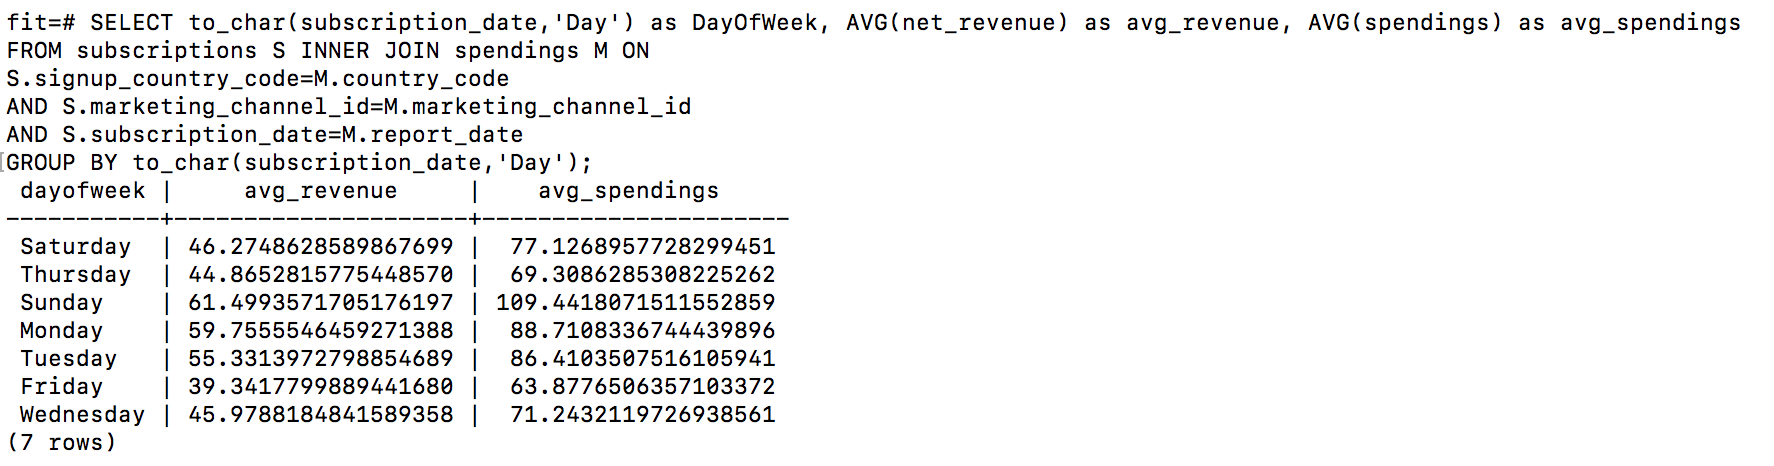 fit=# SELECT to_char(subscription_date,'Day') as DayOfWeek, AVG(net_revenue) as avg_revenue, AVG(spendings) as avg_spendings
FROM subscriptions S INNER JOIN spendings M ON
S.signup_country_code=M.country_code
AND S.marketing_channel_id=M.marketing_channel_id
AND S.subscription_date=M.report_date
[GROUP BY to_char(subscription_date,'Day');
 dayofweek |     avg_revenue     |    avg_spendings
-----------+---------------------+----------------------
 Saturday  | 46.2748628589867699 |  77.1268957728299451
 Thursday  | 44.8652815775448570 |  69.3086285308225262
 Sunday    | 61.4993571705176197 | 109.4418071511552859
 Monday    | 59.7555546459271388 |  88.7108336744439896
 Tuesday   | 55.3313972798854689 |  86.4103507516105941
 Friday    | 39.3417799889441680 |  63.8776506357103372
 Wednesday | 45.9788184841589358 |  71.2432119726938561
(7 rows)